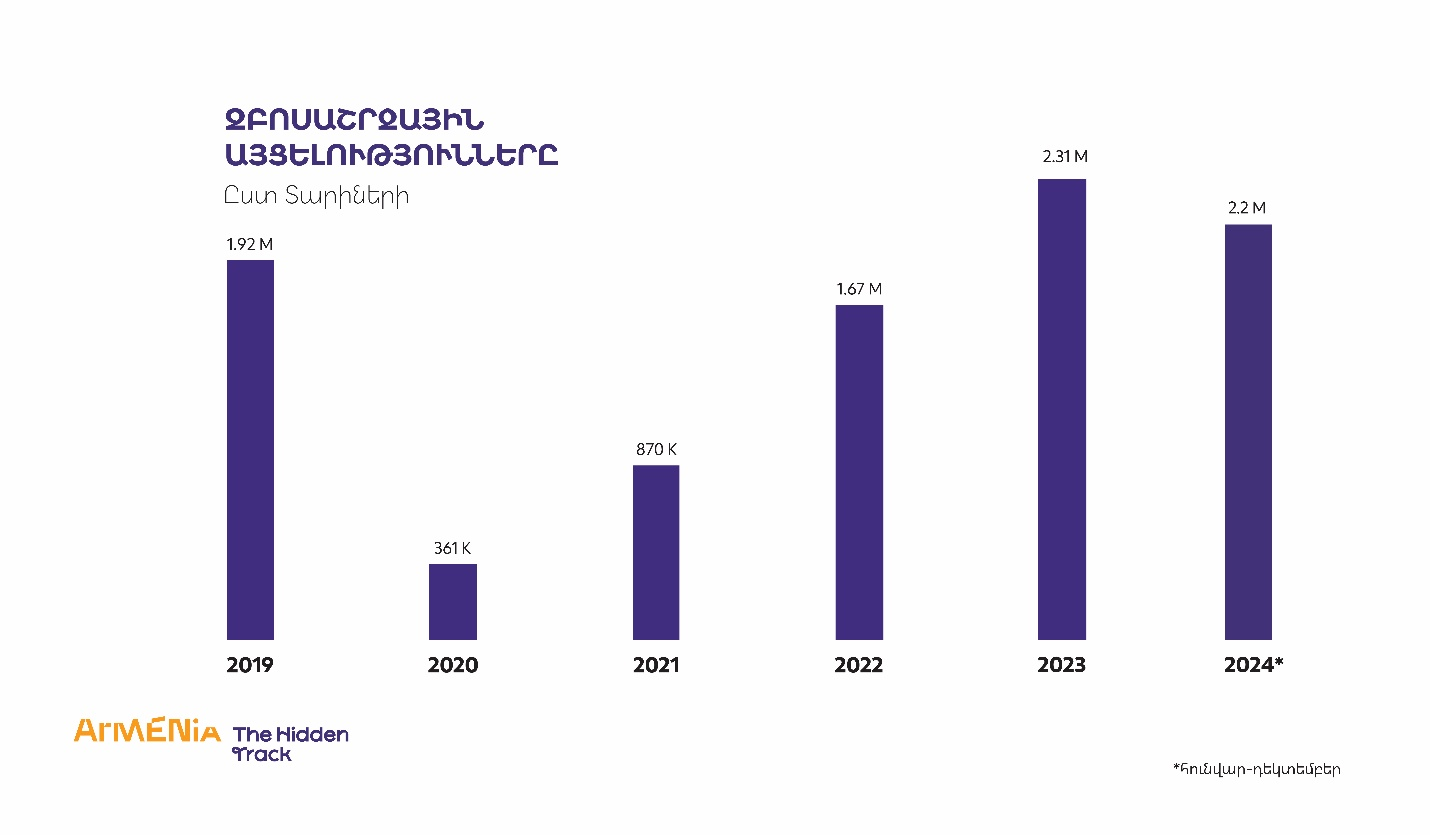 ԶԲՈՍԱՇՐՋԱՅԻՆ
ԱՅՑԵԼՈՒԹՅՈՒՆՆԵՐԸ
Ըստ Տարիների
1.92 M
361 K
870 K
1.67 M
2.31 M
2.2 M
2019
2020
2021
2022
2023
2024*
ArMENiA The Hidden
Track
*հունվար-դեկտեմբեր